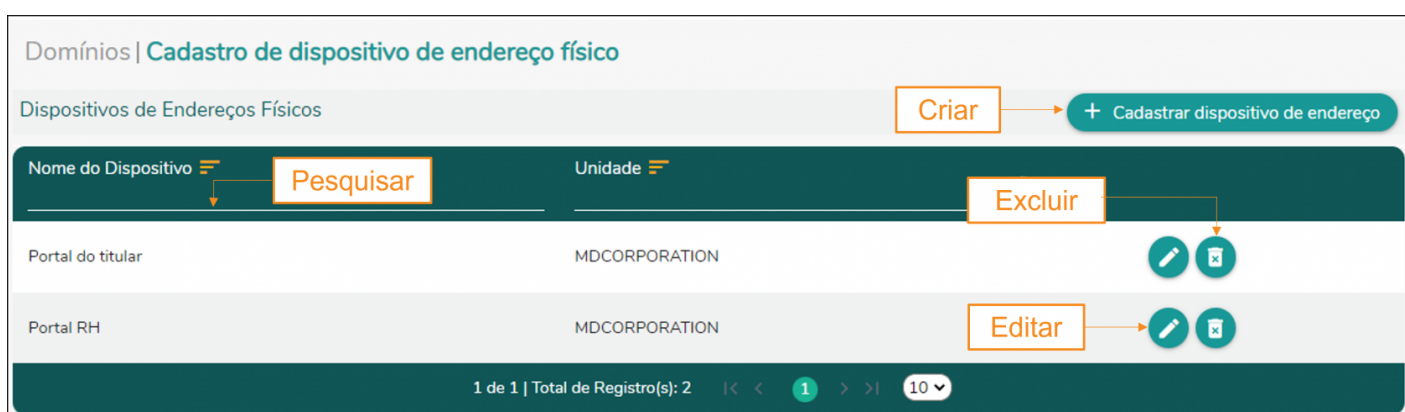 Domínios | Cadastro de dispositivo de endereço físico
Dispositivos de Endereços Físicos
Criar
+ Cadastrar dispositivo de endereço
Nome do Dispositivo
Pesquisar
Unidade
Excluir
Portal do titular
MDCORPORATION
Portal RH
MDCORPORATION
Editar
1 de 1 | Total de Registro(s): 2 |< < 1 > >| 10